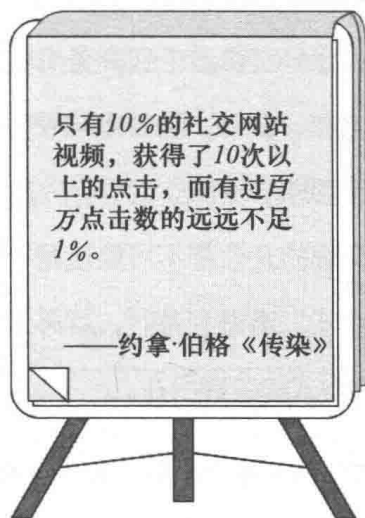 只有10%的社交网站
视频，获得了10次以
上的点击，而有过百
万点击数的远远不足
1%。
——约拿·伯格《传染》